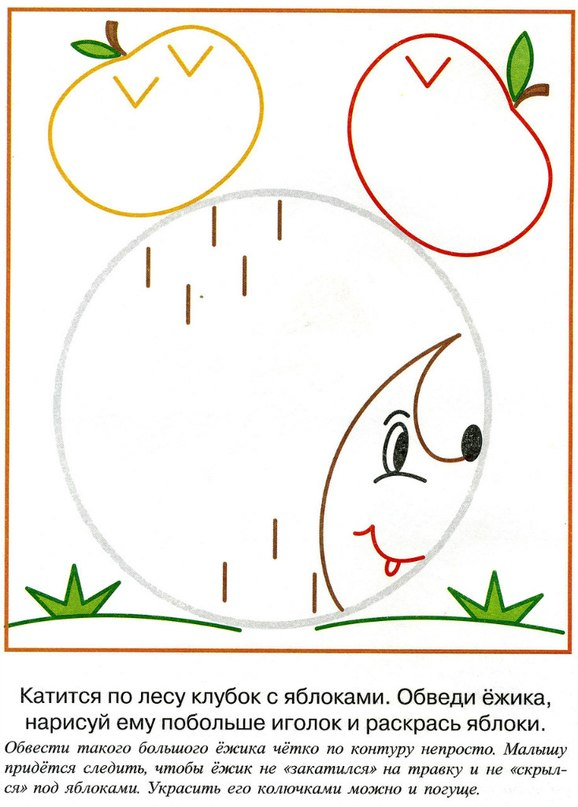 Катится по лесу клубок с яблоками. Обведи ёжика,
нарисуй ему побольше иголок и раскрась яблоки.
Обвести такого большого ёжика чётко по контуру непросто. Малышу
придётся следить, чтобы ёжик не «закатился» на травку и не «скрыл-
ся» под яблоками. Украсить его колючками можно и погуще.